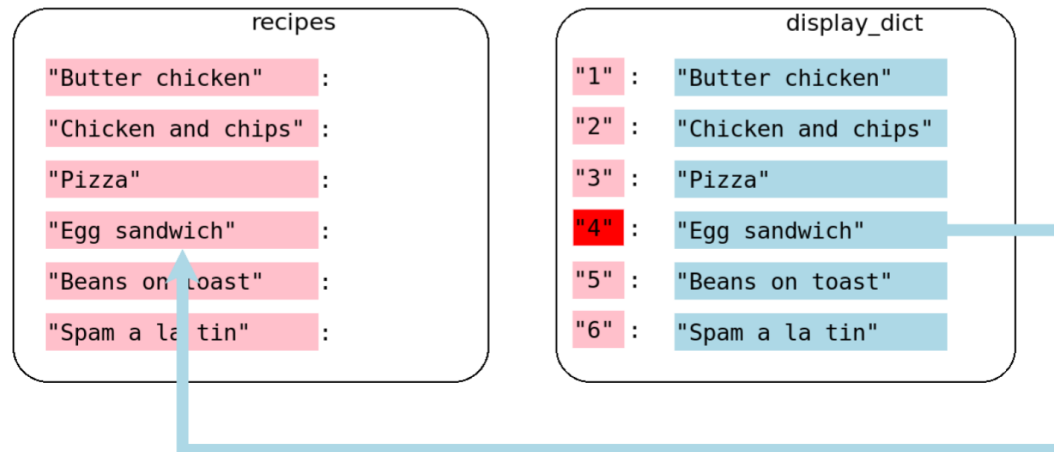 recipes
"Butter chicken" :
"Chicken and chips" :
"Pizza" :
"Egg sandwich" :
"Beans on toast" :
"Spam a la tin" :
display_dict
"1" : "Butter chicken"
"2" : "Chicken and chips"
"3" : "Pizza"
"4" : "Egg sandwich"
"5" : "Beans on toast"
"6" : "Spam a la tin"